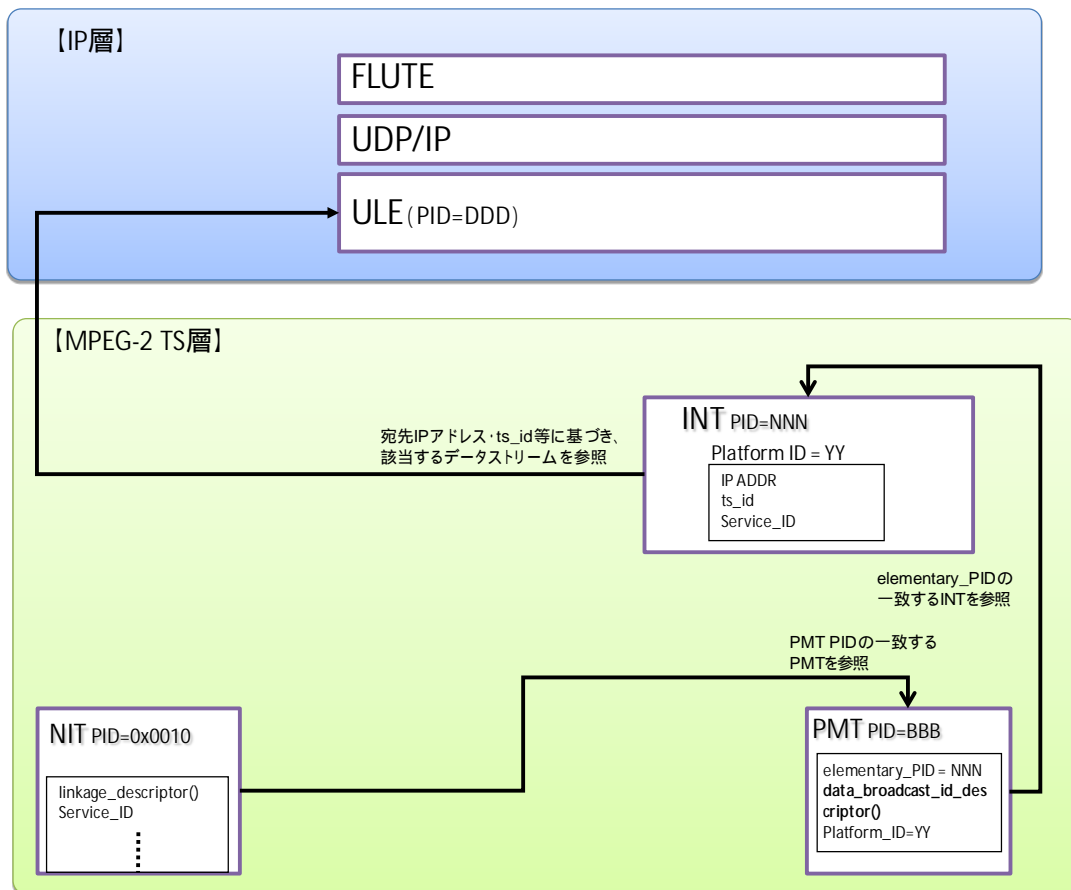 【IP層】
FLUTE
UDP/IP
ULE(PID=DDD)
【MPEG-2 TS層】
INT PID=NNN
Platform ID = YY
IP ADDR
ts_id
Service_ID
宛先IPアドレス・ts_id等に基づき、
該当するデータストリームを参照
elementary_PIDの
一致するINTを参照
PMT PIDの一致する
PMTを参照
NIT PID=0x0010
linkage_descriptor()
Service_ID
PMT PID=BBB
elementary_PID = NNN
data_broadcast_id_des
criptor()
Platform_ID=YY